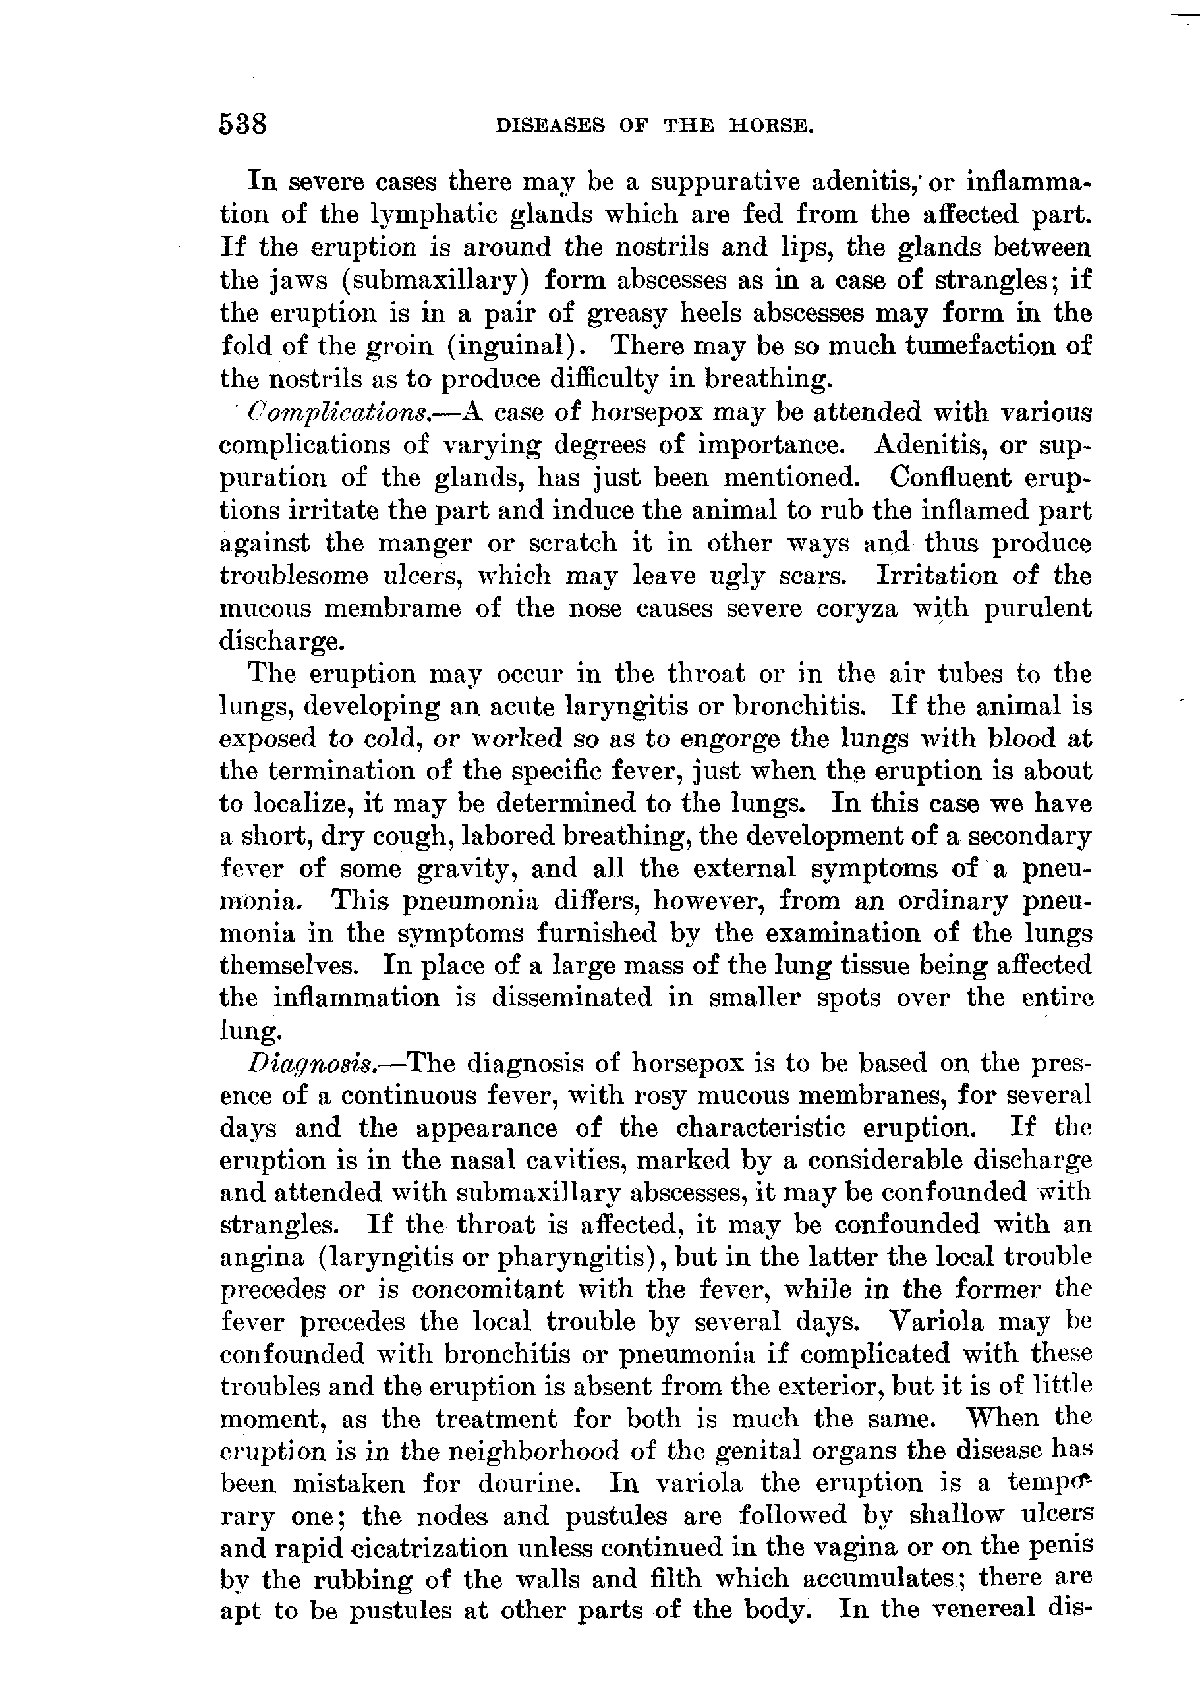 538 DISEASES OF THE HORSE.
In severe cases there may be a suppurative adenitis, or inflamma-
tion of the lymphatic glands which are fed from the affected part.
If the eruption is around the nostrils and lips, the glands between
the jaws (submaxillary) form abscesses as in a case of strangles; if
the eruption is in a pair of greasy heels abscesses may form in the
fold of the groin (inguinal). There may be so much tumefaction of
the nostrils as to produce difficulty in breathing.
Complications.—A case of horsepox may be attended with various
complications of varying degrees of importance. Adenitis, or sup-
puration of the glands, has just been mentioned. Confluent erup-
tions irritate the part and induce the animal to rub the inflamed part
against the manger or scratch it in other ways and thus produce
troublesome ulcers, which may leave ugly scars. Irritation of the
mucous membrame of the nose causes severe coryza with purulent
discharge.
The eruption may occur in the throat or in the air tubes to the
lungs, developing an acute laryngitis or bronchitis. If the animal is
exposed to cold, or worked so as to engorge the lungs with blood at
the termination of the specific fever, just when the eruption is about
to localize, it may be determined to the lungs. In this case we have
a short, dry cough, labored breathing, the development of a secondary
fever of some gravity, and all the external symptoms of a pneu-
monia. This pneumonia differs, however, from an ordinary pneu-
monia in the symptoms furnished by the examination of the lungs
themselves. In place of a large mass of the lung tissue being affected
the inflammation is disseminated in smaller spots over the entire
lung.
Diagnosis.—The diagnosis of horsepox is to be based on the pres-
ence of a continuous fever, with rosy mucous membranes, for several
days and the appearance of the characteristic eruption. If the
eruption is in the nasal cavities, marked by a considerable discharge
and attended with submaxillary abscesses, it may be confounded with
strangles. If the throat is affected, it may be confounded with an
angina (laryngitis or pharyngitis), but in the latter the local trouble
precedes or is concomitant with the fever, while in the former the
fever precedes the local trouble by several days. Variola may be
confounded with bronchitis or pneumonia if complicated with these
troubles and the eruption is absent from the exterior, but it is of little
moment, as the treatment for both is much the same. When the
eruption is in the neighborhood of the genital organs the disease has
been mistaken for dourine. In variola the eruption is a tempo-
rary one; the nodes and pustules are followed by shallow ulcers
and rapid cicatrization unless continued in the vagina or on the penis
by the rubbing of the walls and filth which accumulates; there are
apt to be pustules at other parts of the body. In the venereal dis-